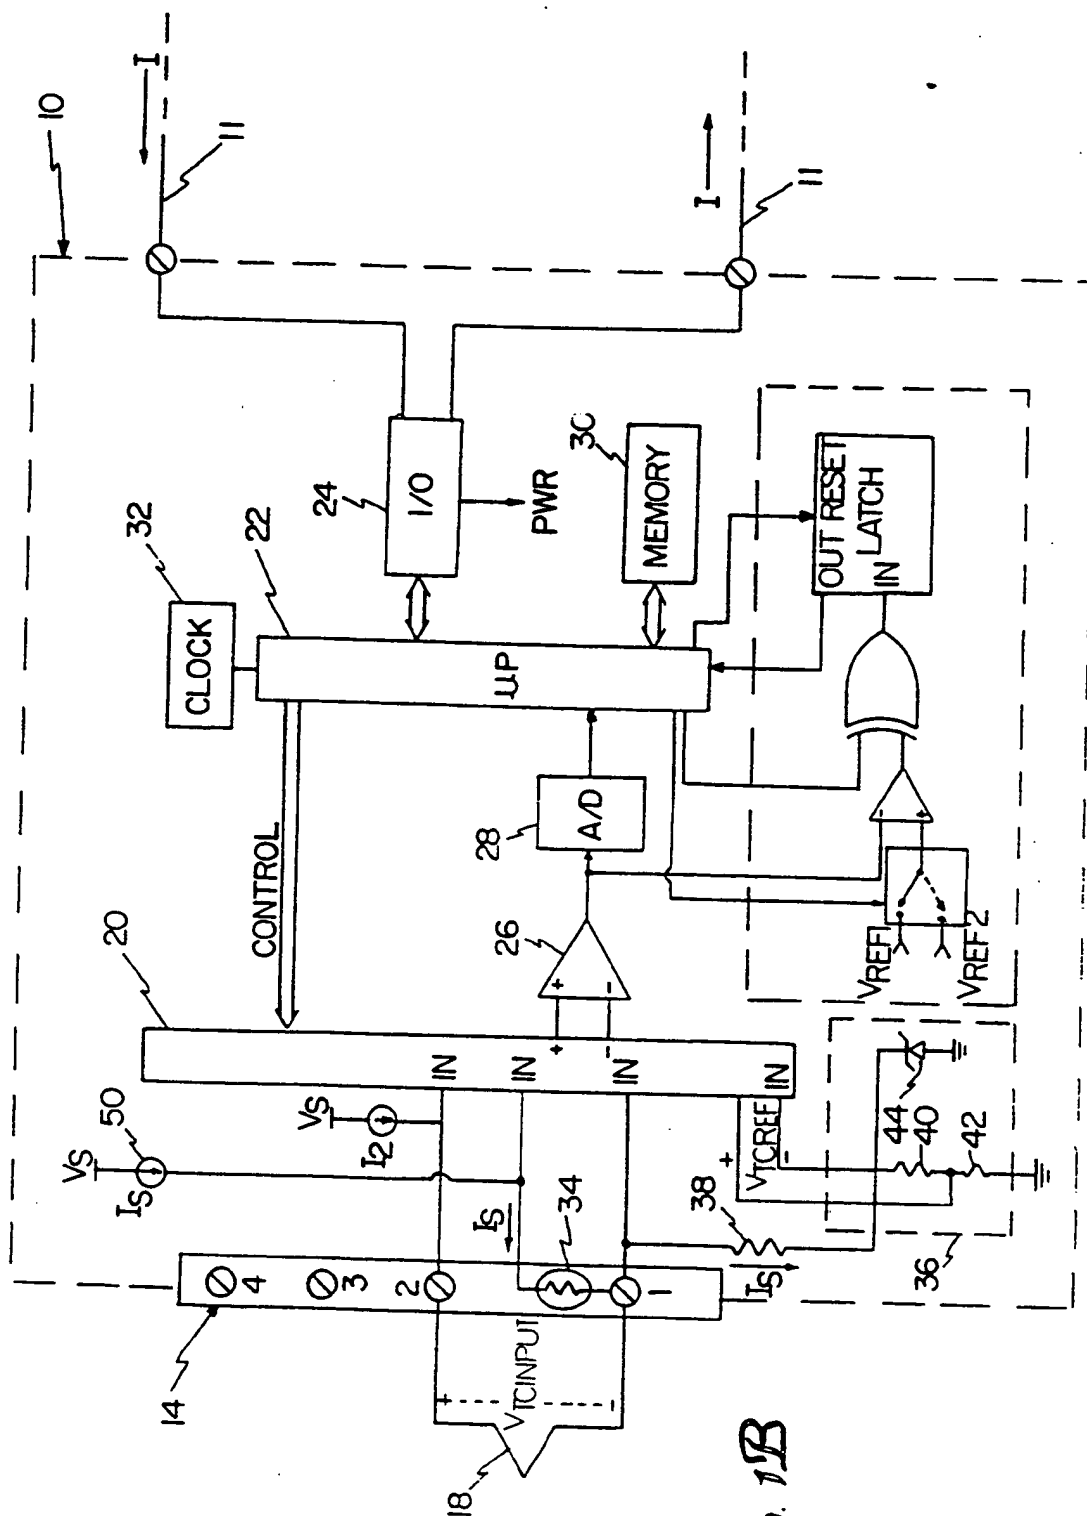 10
I
11
I
11
32
CLOCK
22
24
I/O
PWR
30
MEMORY
μP
OUT RESET
LATCH
IN
CONTROL
28
A/D
26
+
-
-
+
VREF1
VREF2
20
IN
IN
IN
IN
+
-
VTCREF
+
-
50
VS
IS
VS
I2
IS
34
38
44
40
42
36
IS
14
4
3
2
1
+
VTCINPUT
-
18
1B